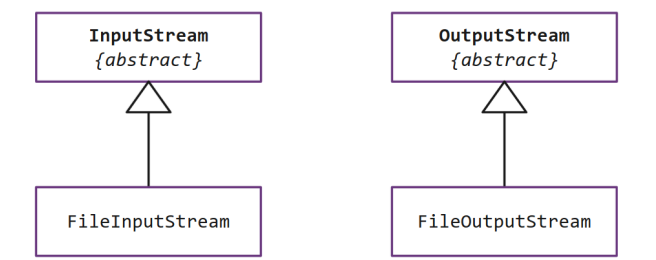 InputStream
{abstract}
OutputStream
{abstract}
FileInputStream
FileOutputStream